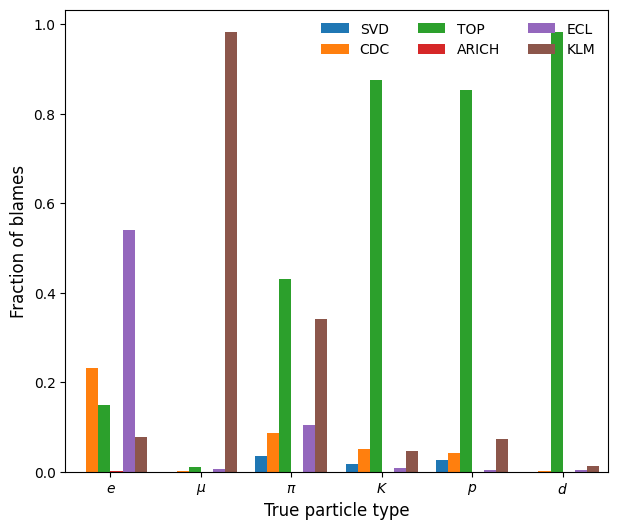 SVD TOP ECL
CDC ARICH KLM
1.0
0.8
0.6
0.4
0.2
0.0
Fraction of blames
e μ π K p d
True particle type